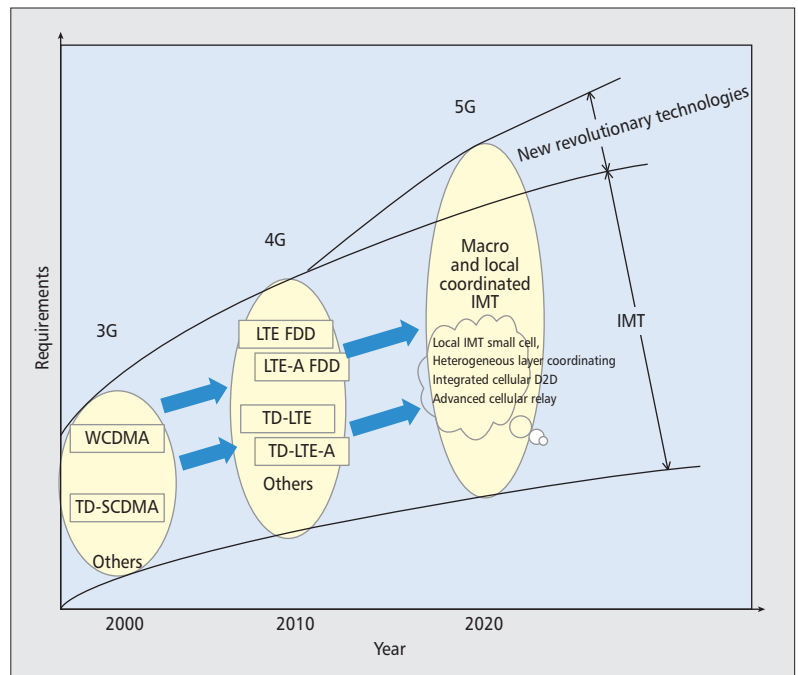 5G
New revolutionary technologies
4G
Macro
and local
coordinated
IMT
3G
LTE FDD
LTE-A FDD
IMT
Local IMT small cell,
Heterogeneous layer coordinating
Integrated cellular D2D
Advanced cellular relay
Requirements
WCDMA
TD-LTE
TD-LTE-A
Others
TD-SCDMA
Others
2000
2010
2020
Year